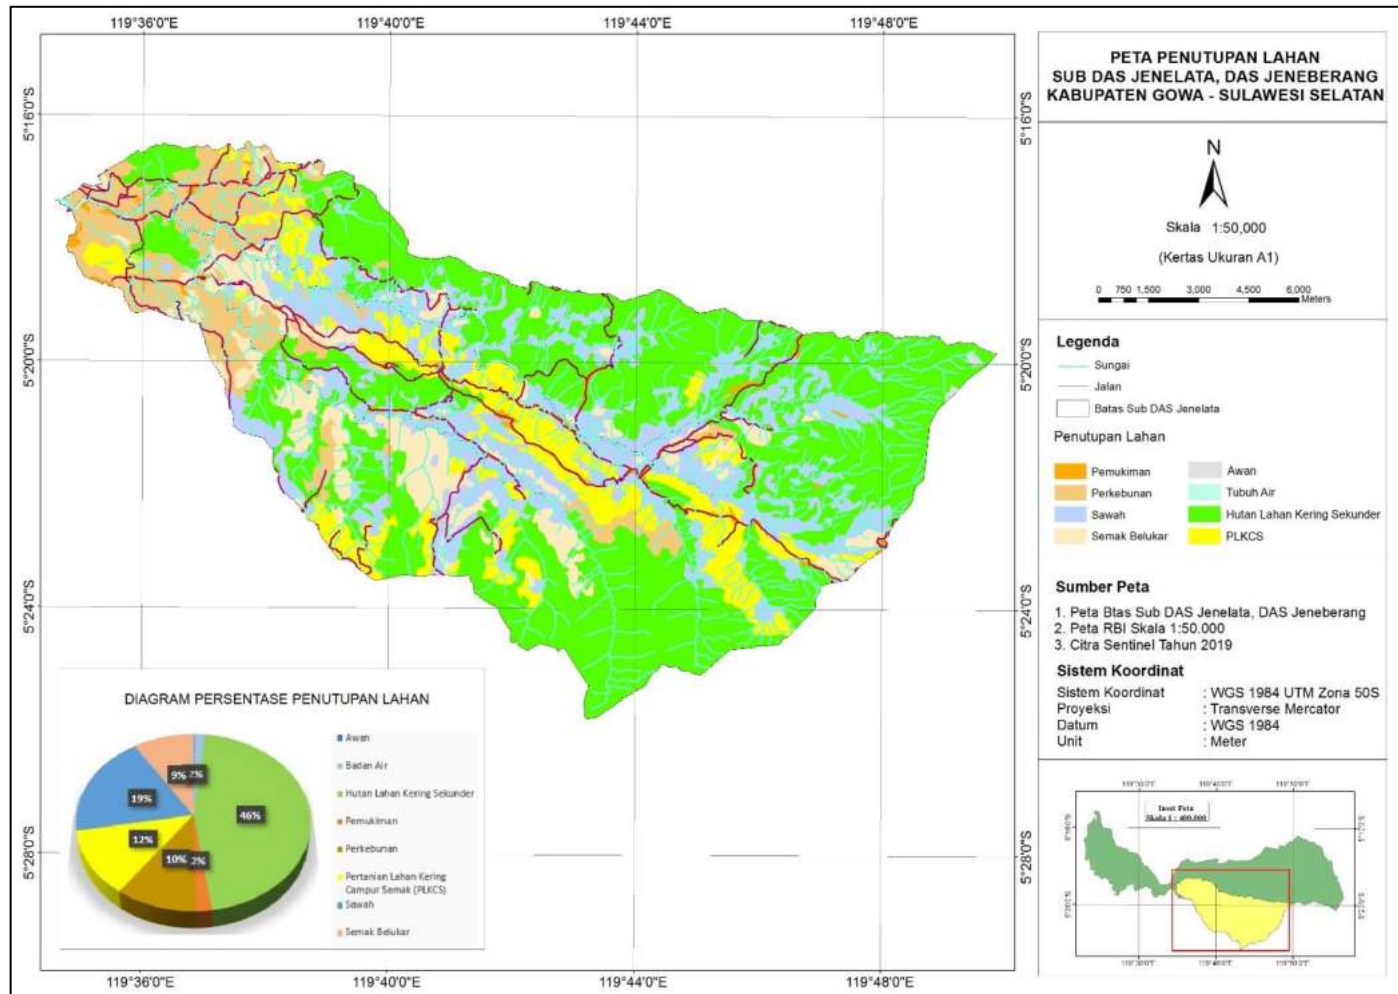 119°36'0"E
119°40'0"E
119°44'0"E
119°48'0"E
5°16'0"S
5°20'0"S
5°24'0"S
5°28'0"S
5°16'0"S
5°20'0"S
5°24'0"S
5°28'0"S
119°36'0"E
119°40'0"E
119°44'0"E
119°48'0"E
DIAGRAM PERSENTASE PENUTUPAN LAHAN
9%
2%
19%
46%
12%
10%
2%
Awan
Badan Air
Hutan Lahan Kering Sekunder
Pemukiman
Perkebunan
Pertanian Lahan Kering
Campur Semak (PLKCS)
Sawah
Semak Belukar
PETA PENUTUPAN LAHAN
SUB DAS JENELATA, DAS JENEBERANG
KABUPATEN GOWA - SULAWESI SELATAN
N
Skala 1:50,000
(Kertas Ukuran A1)
0 750 1,500 3,000 4,500 6,000
Meters
Legenda
Sungai
Jalan
Batas Sub DAS Jenelata
Penutupan Lahan
Pemukiman
Perkebunan
Sawah
Semak Belukar
Awan
Tubuh Air
Hutan Lahan Kering Sekunder
PLKCS
Sumber Peta
1. Peta Btas Sub DAS Jenelata, DAS Jeneberang
2. Peta RBI Skala 1:50.000
3. Citra Sentinel Tahun 2019
Sistem Koordinat
Sistem Koordinat : WGS 1984 UTM Zona 50S
Proyeksi : Transverse Mercator
Datum : WGS 1984
Unit : Meter
Inset Peta
Skala 1 : 400.000